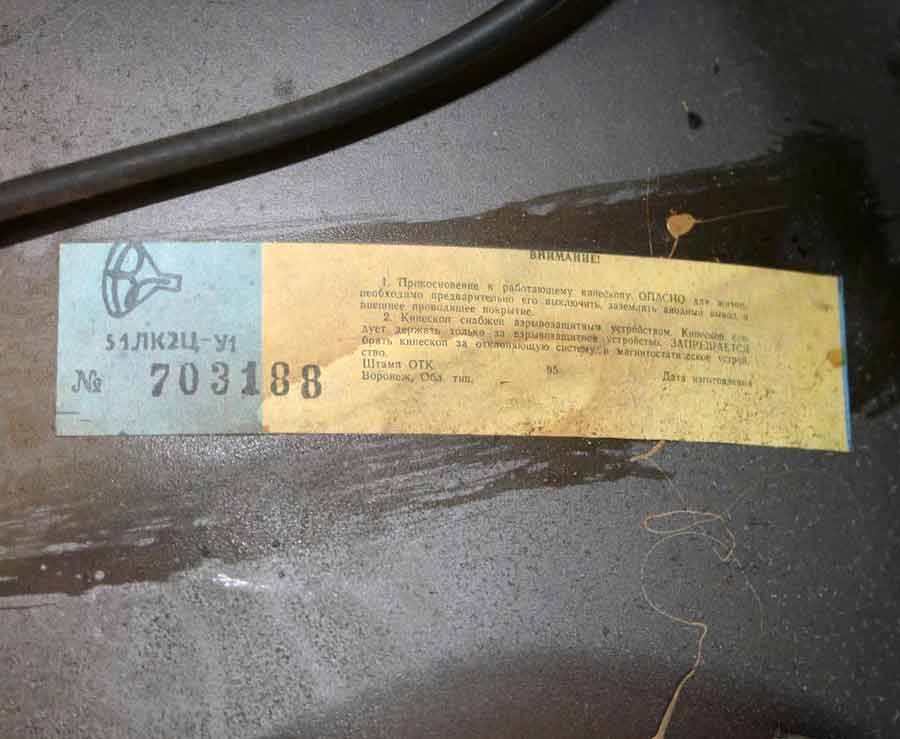 51ЛК2Ц-У1
№ 703188
ВНИМАНИЕ!
1. Прикосновение к работающему кинескопу ОПАСНО для жизни,
необходимо предварительно его выключить, заземлить анодный вывод и
внешнее проводящее покрытие.
2. Кинескоп снабжен взрывозащитным устройством. Кинескоп сле-
дует держать только за взрывозащитное устройство. ЗАПРЕЩАЕТСЯ
брать кинескоп за отклоняющую систему и магнитостатическое устрой-
ство.
Штамп ОТК
Воронеж, Обл. тип. 95 Дата изготовления